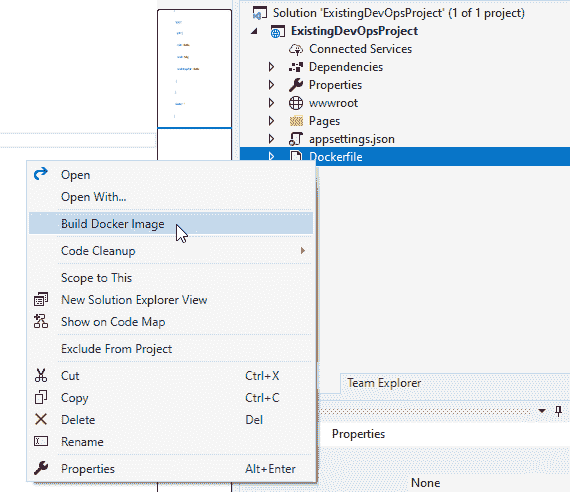 Solution 'ExistingDevOpsProject' (1 of 1 project)
ExistingDevOpsProject
Connected Services
Dependencies
Properties
wwwroot
Pages
appsettings.json
Dockerfile
Open
Open With...
Build Docker Image
Code Cleanup
Scope to This
New Solution Explorer View
Show on Code Map
Exclude From Project
Cut Ctrl+X
Copy Ctrl+C
Delete Del
Rename
Properties Alt+Enter
Team Explorer
Properties
None